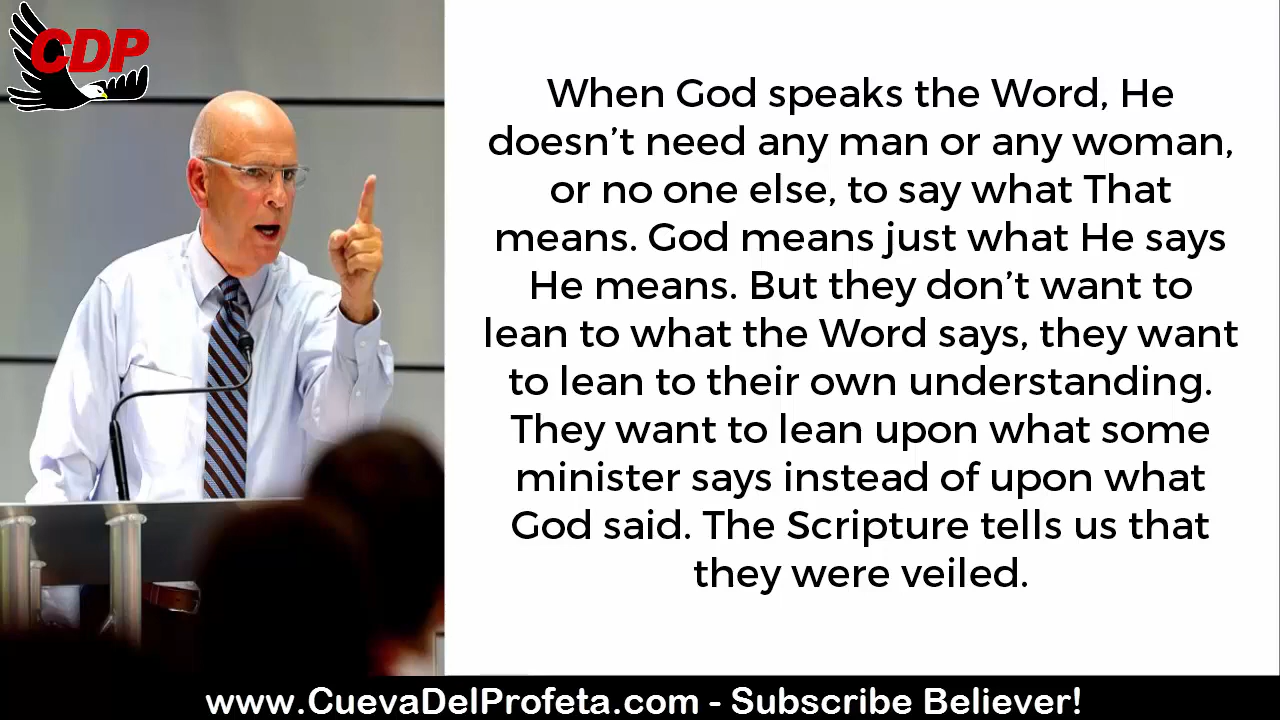 CDP
When God speaks the Word, He
doesn’t need any man or any woman,
or no one else, to say what That
means. God means just what He says
He means. But they don’t want to
lean to what the Word says, they want
to lean to their own understanding.
They want to lean upon what some
minister says instead of upon what
God said. The Scripture tells us that
they were veiled.
www.CuevaDelProfeta.com - Subscribe Believer!